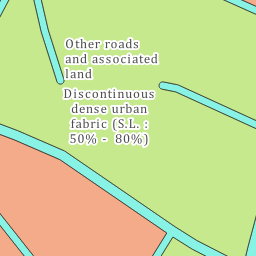 Other roads
and associated
land
Discontinuous
dense urban
fabric (S.L. :
50% - 80%)